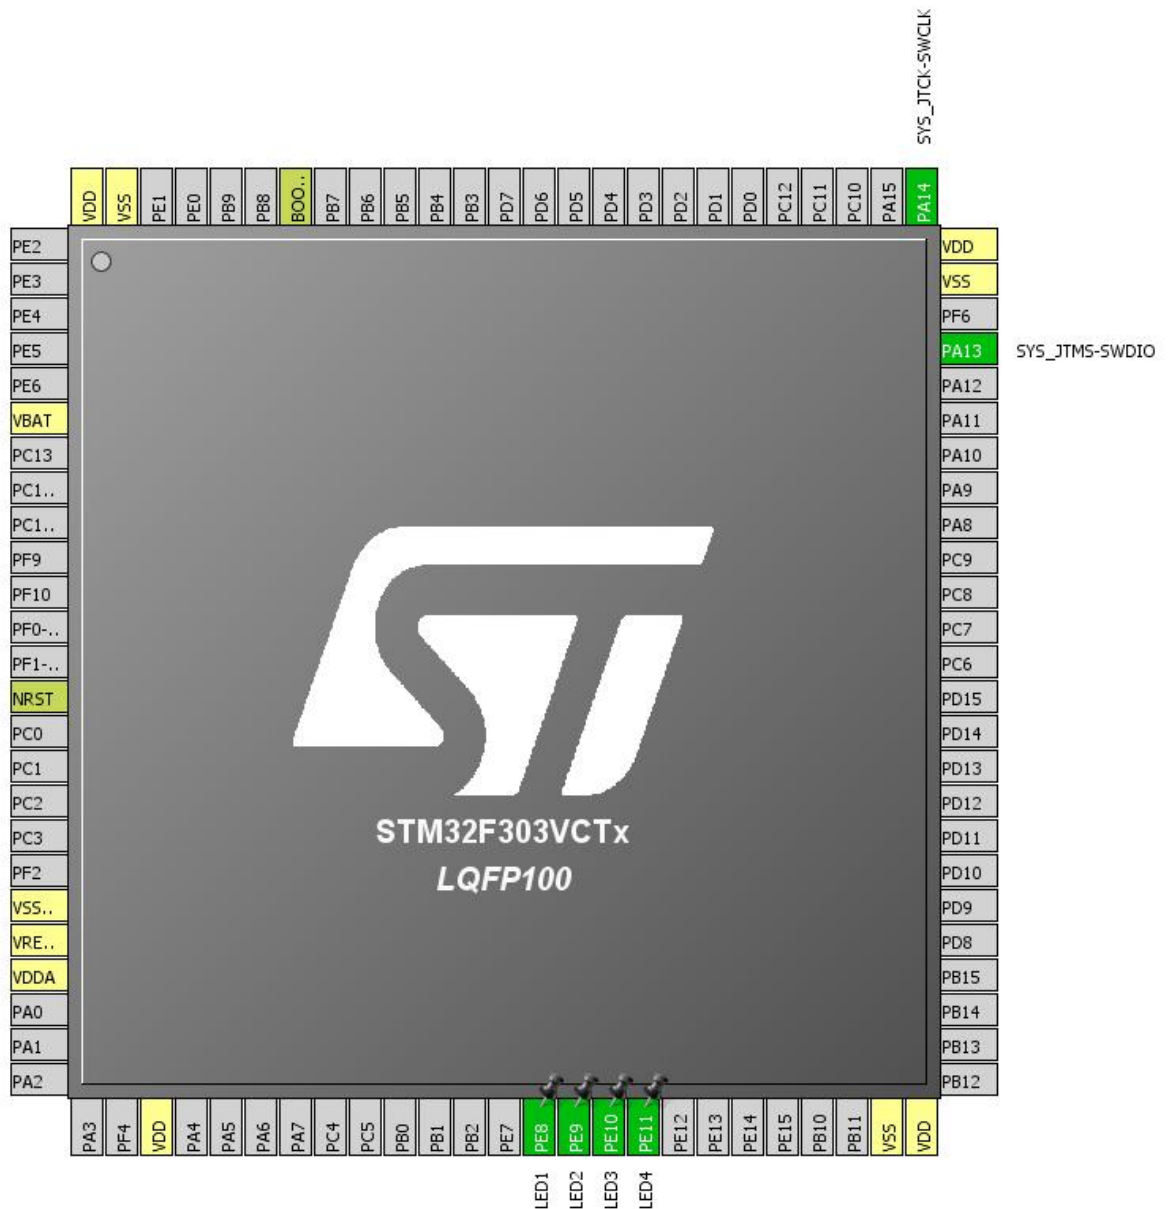 SYS_JTCK-SWCLK
VDD
VSS
PE1
PE0
PB9
PB8
BOO..
PB7
PB6
PB5
PB4
PB3
PD7
PD6
PD5
PD4
PD3
PD2
PD1
PD0
PC12
PC11
PC10
PA15
PA14
PE2
PE3
PE4
PE5
PE6
VBAT
PC13
PC1..
PC1..
PF9
PF10
PF0-..
PF1-..
NRST
PC0
PC1
PC2
PC3
PF2
VSS..
VRE..
VDDA
PA0
PA1
PA2
STM32F303VCTx
LQFP100
VDD
VSS
PF6
PA13 SYS_JTMS-SWDIO
PA12
PA11
PA10
PA9
PA8
PC9
PC8
PC7
PC6
PD15
PD14
PD13
PD12
PD11
PD10
PD9
PD8
PB15
PB14
PB13
PB12
PA3
PF4
VDD
PA4
PA5
PA6
PA7
PC4
PC5
PB0
PB1
PB2
PE7
PE8
PE9
PE10
PE11
PE12
PE13
PE14
PE15
PB10
PB11
VSS
VDD
LED1
LED2
LED3
LED4